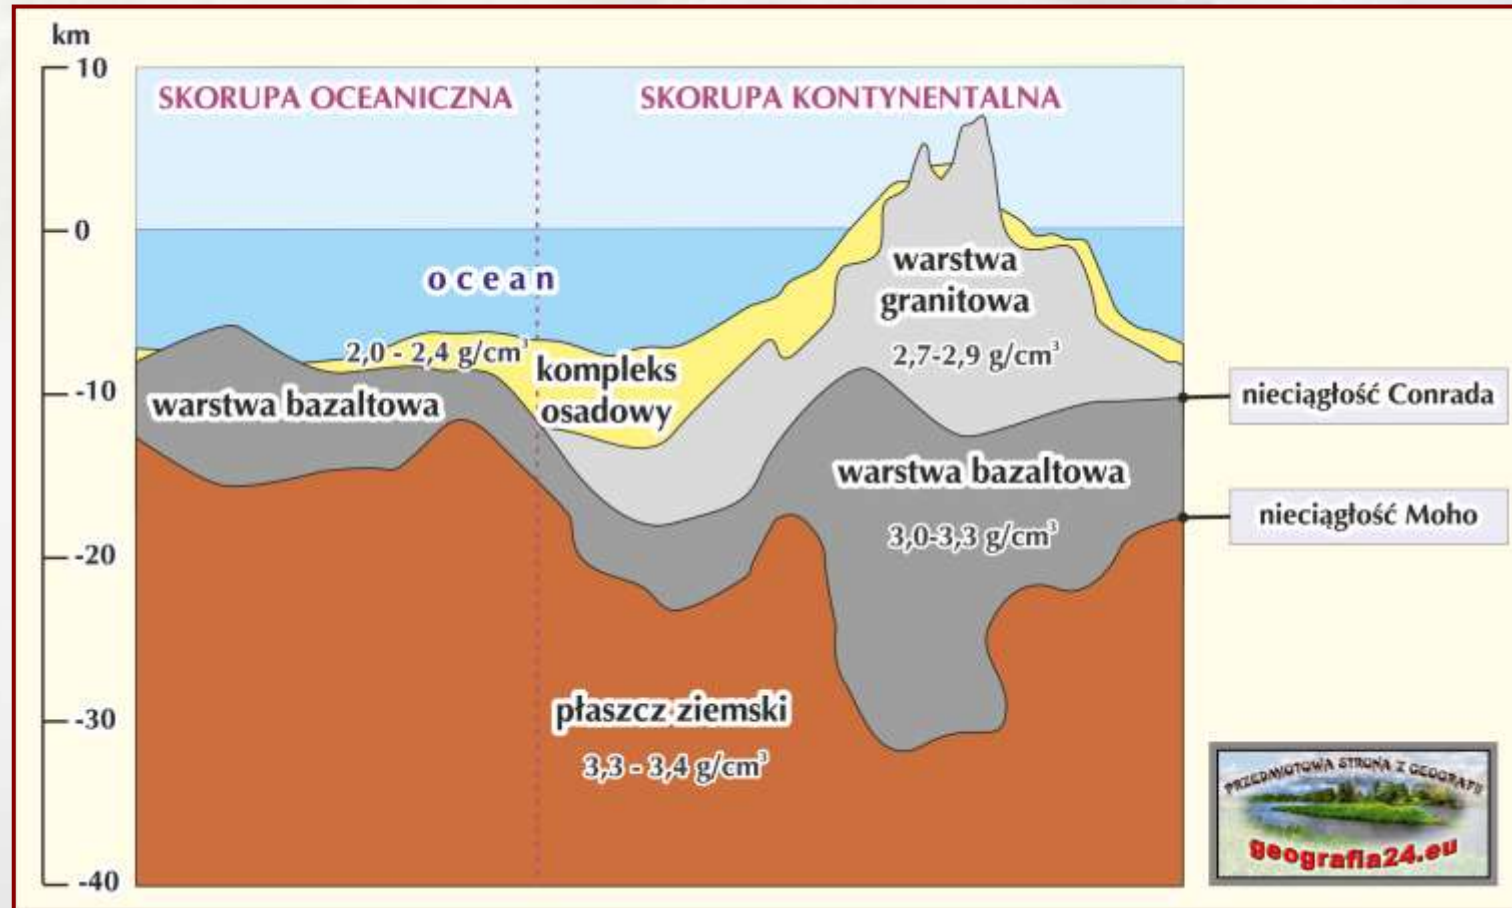 km
10
0
-10
-20
-30
-40
SKORUPA OCEANICZNA
SKORUPA KONTYNENTALNA
ocean
2,0 - 2,4 g/cm³
kompleks
osadowy
warstwa bazaltowa
warstwa
granitowa
2,7-2,9 g/cm³
warstwa bazaltowa
3,0-3,3 g/cm³
płaszcz ziemski
3,3 - 3,4 g/cm³
nieciągłość Conrada
nieciągłość Moho
PRZEDMIOTOWA STRONA Z GEOGRAFII
geografia24.eu